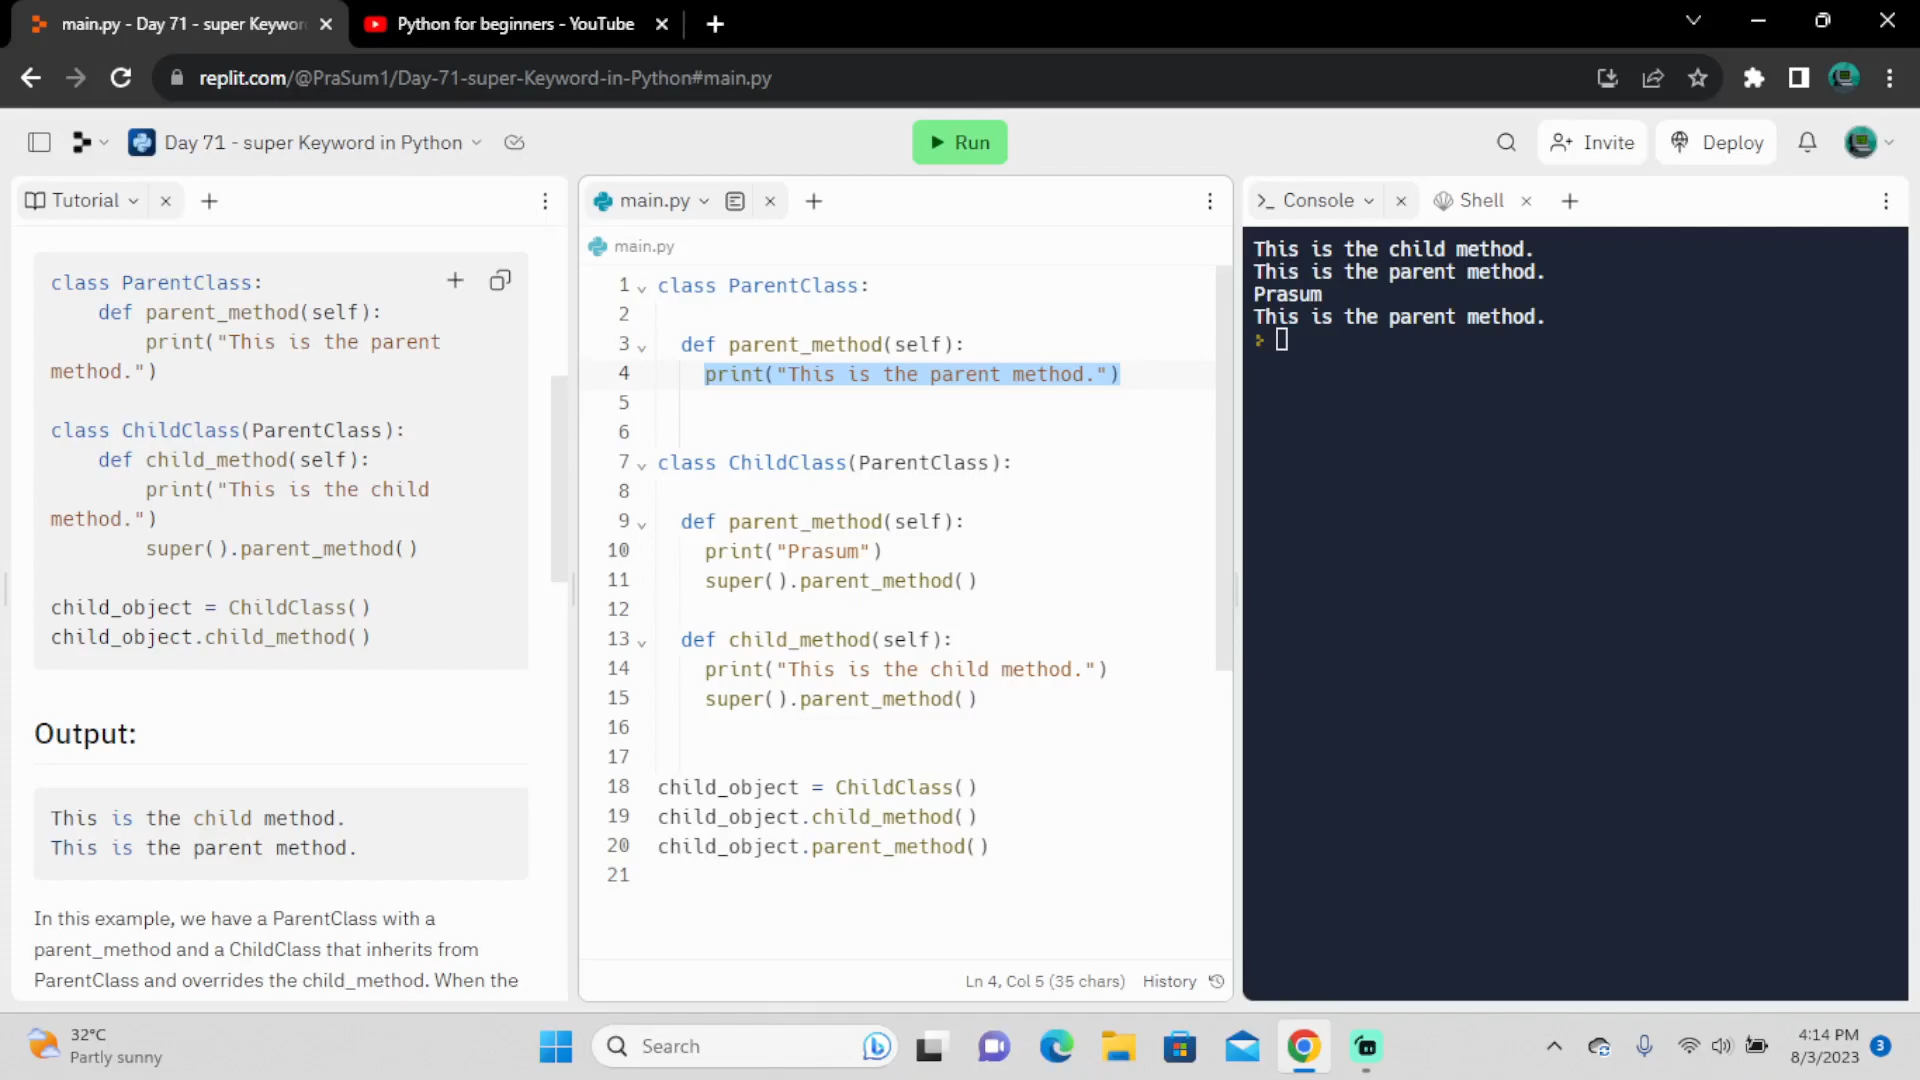 main.py - Day 71 - super Keywor
Python for beginners - YouTube
replit.com/@PraSum1/Day-71-super-Keyword-in-Python#main.py
Day 71 - super Keyword in Python
Run
Invite
Deploy
Tutorial
class ParentClass:
def parent_method(self):
print("This is the parent
method.")
class ChildClass(ParentClass):
def child_method(self):
print("This is the child
method.")
super().parent_method()
child_object = ChildClass()
child_object.child_method()
Output:
This is the child method.
This is the parent method.
In this example, we have a ParentClass with a
parent_method and a ChildClass that inherits from
ParentClass and overrides the child_method. When the
main.py
main.py
1 class ParentClass:
2
3 def parent_method(self):
4 print("This is the parent method.")
5
6
7 class ChildClass(ParentClass):
8
9 def parent_method(self):
10 print("Prasum")
11 super().parent_method()
12
13 def child_method(self):
14 print("This is the child method.")
15 super().parent_method()
16
17
18 child_object = ChildClass()
19 child_object.child_method()
20 child_object.parent_method()
21
Ln 4, Col 5 (35 chars) History
Console
Shell
This is the child method.
This is the parent method.
Prasum
This is the parent method.
32°C
Partly sunny
Search
4:14 PM
8/3/2023
3